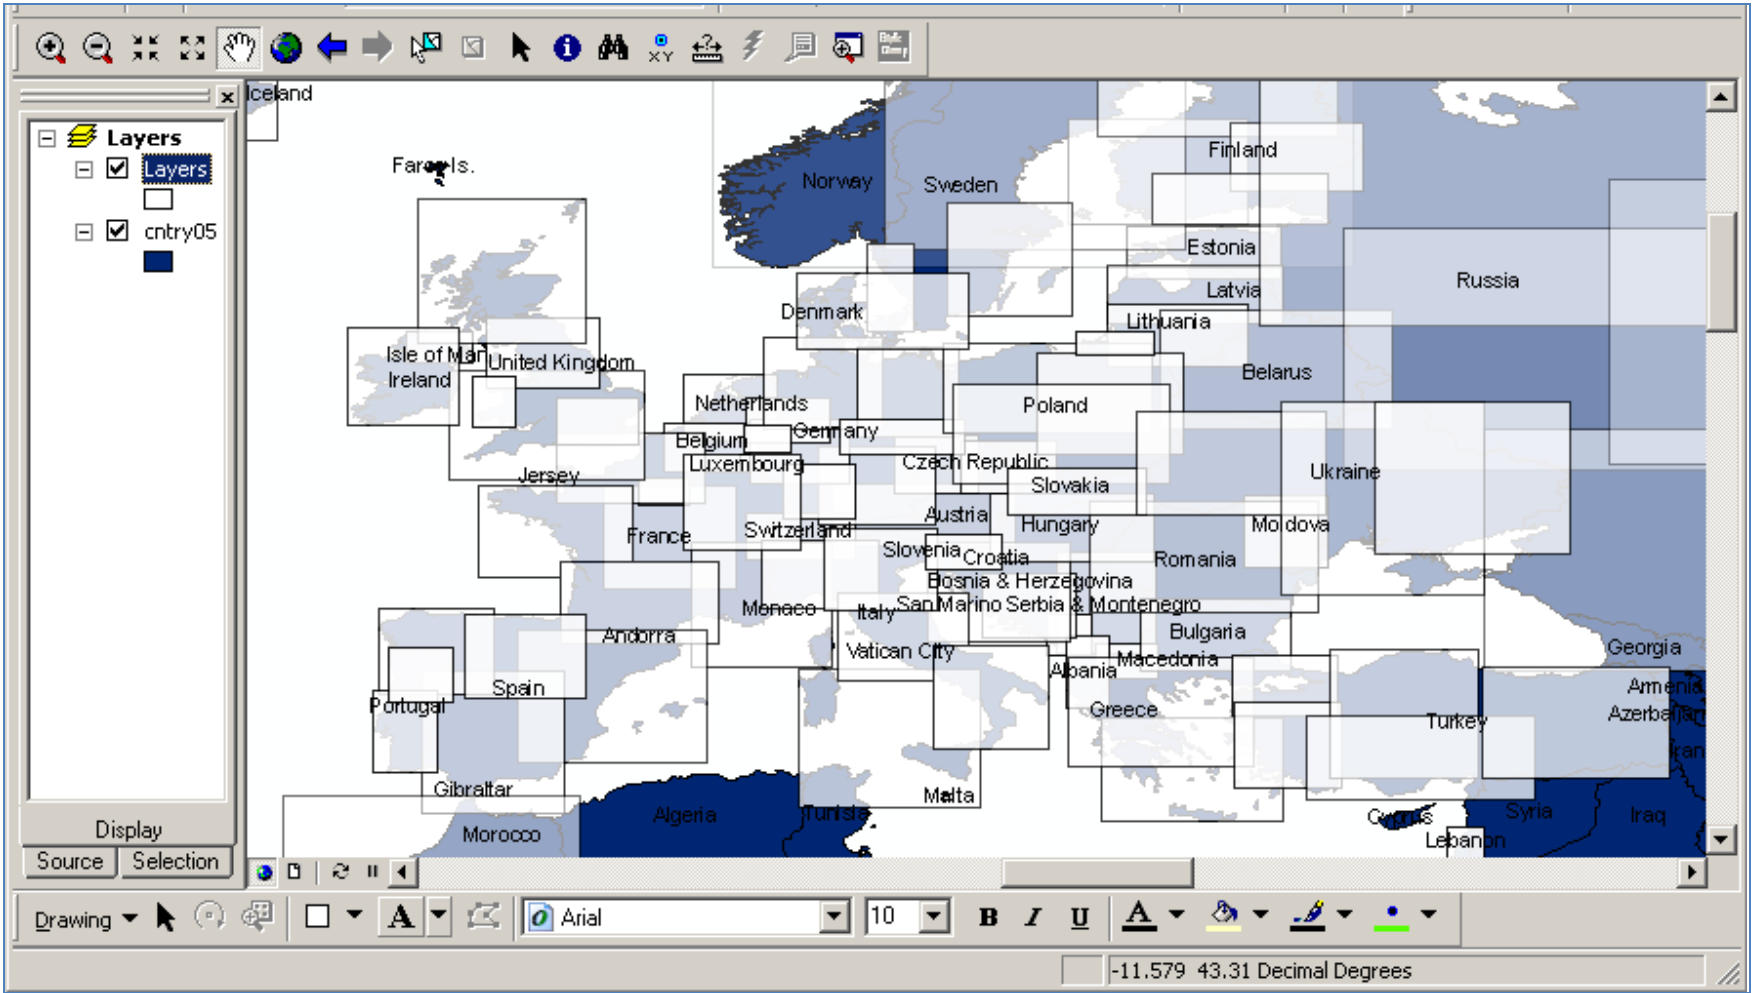 Layers
Layers
cntry05
Display
Source
Selection
Iceland
Faroe Is.
Norway
Sweden
Finland
Estonia
Russia
Latvia
Denmark
Lithuania
Isle of Man
United Kingdom
Ireland
Belarus
Netherlands
Poland
Germany
Belgium
Luxembourg
Czech Republic
Ukraine
Jersey
Slovakia
Austria
Hungary
Moldova
France
Switzerland
Slovenia
Croatia
Romania
Bosnia & Herzegovina
Monaco
Italy
San Marino
Serbia & Montenegro
Andorra
Bulgaria
Vatican City
Georgia
Albania
Macedonia
Spain
Armenia
Portugal
Greece
Azerbaijan
Turkey
Iran
Gibraltar
Malta
Algeria
Tunisia
Cyprus
Syria
Iraq
Morocco
Lebanon
XY
Drawing
A
Arial
10
B
I
U
A
-11.579 43.31 Decimal Degrees